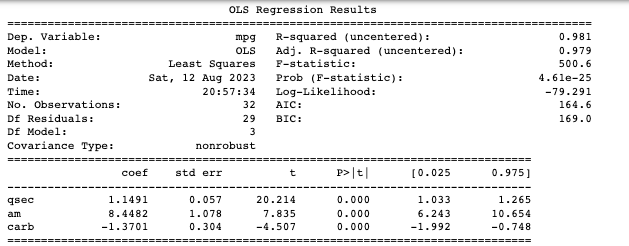 OLS Regression Results
==============================================================================
Dep. Variable: mpg R-squared (uncentered): 0.981
Model: OLS Adj. R-squared (uncentered): 0.979
Method: Least Squares F-statistic: 500.6
Date: Sat, 12 Aug 2023 Prob (F-statistic): 4.61e-25
Time: 20:57:34 Log-Likelihood: -79.291
No. Observations: 32 AIC: 164.6
Df Residuals: 29 BIC: 169.0
Df Model: 3
Covariance Type: nonrobust
==============================================================================
coef std err t P>|t| [0.025 0.975]
------------------------------------------------------------------------------
qsec 1.1491 0.057 20.214 0.000 1.033 1.265
am 8.4482 1.078 7.835 0.000 6.243 10.654
carb -1.3701 0.304 -4.507 0.000 -1.992 -0.748
==============================================================================